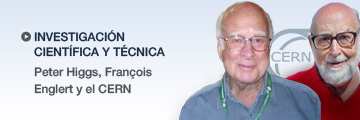 INVESTIGACIÓN
CIENTÍFICA Y TÉCNICA
Peter Higgs, François
Englert y el CERN
CERN